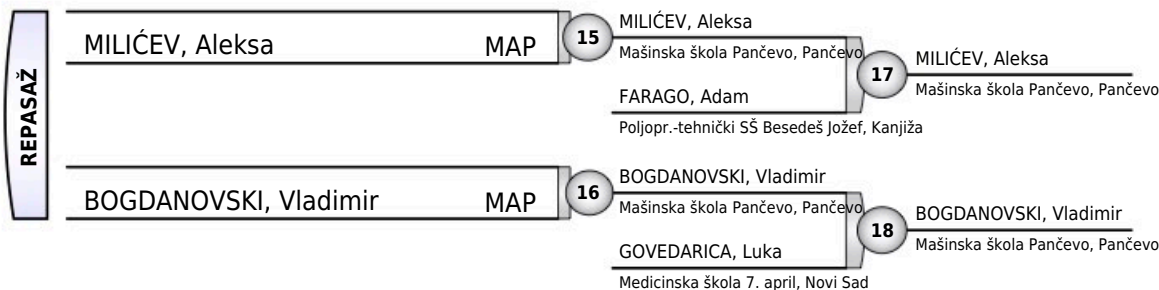 REPASAŽ
MILIĆEV, Aleksa MAP
15
MILIĆEV, Aleksa
Mašinska škola Pančevo, Pančevo
FARAGO, Adam
Poljopr.-tehnički SŠ Besedeš Jožef, Kanjiža
17
MILIĆEV, Aleksa
Mašinska škola Pančevo, Pančevo
BOGDANOVSKI, Vladimir MAP
16
BOGDANOVSKI, Vladimir
Mašinska škola Pančevo, Pančevo
GOVEDARICA, Luka
Medicinska škola 7. april, Novi Sad
18
BOGDANOVSKI, Vladimir
Mašinska škola Pančevo, Pančevo